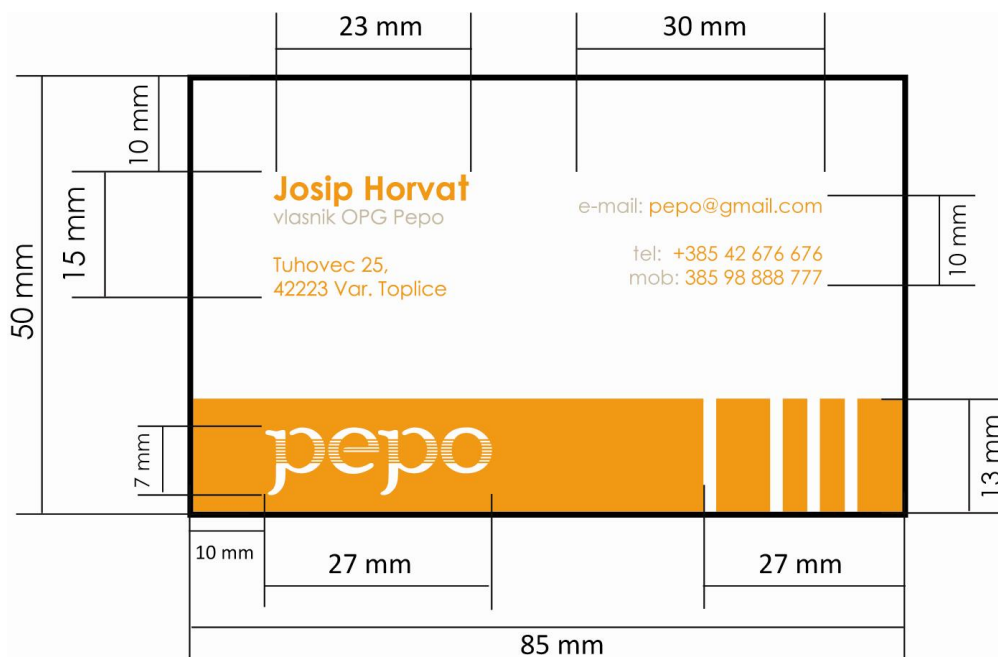 23 mm
30 mm
10 mm
15 mm
50 mm
Josip Horvat
vlasnik OPG Pepo
Tuhovec 25,
42223 Var. Toplice
e-mail: pepo@gmail.com
tel: +385 42 676 676
mob: 385 98 888 777
10 mm
pepo
7 mm
13 mm
10 mm
27 mm
27 mm
85 mm